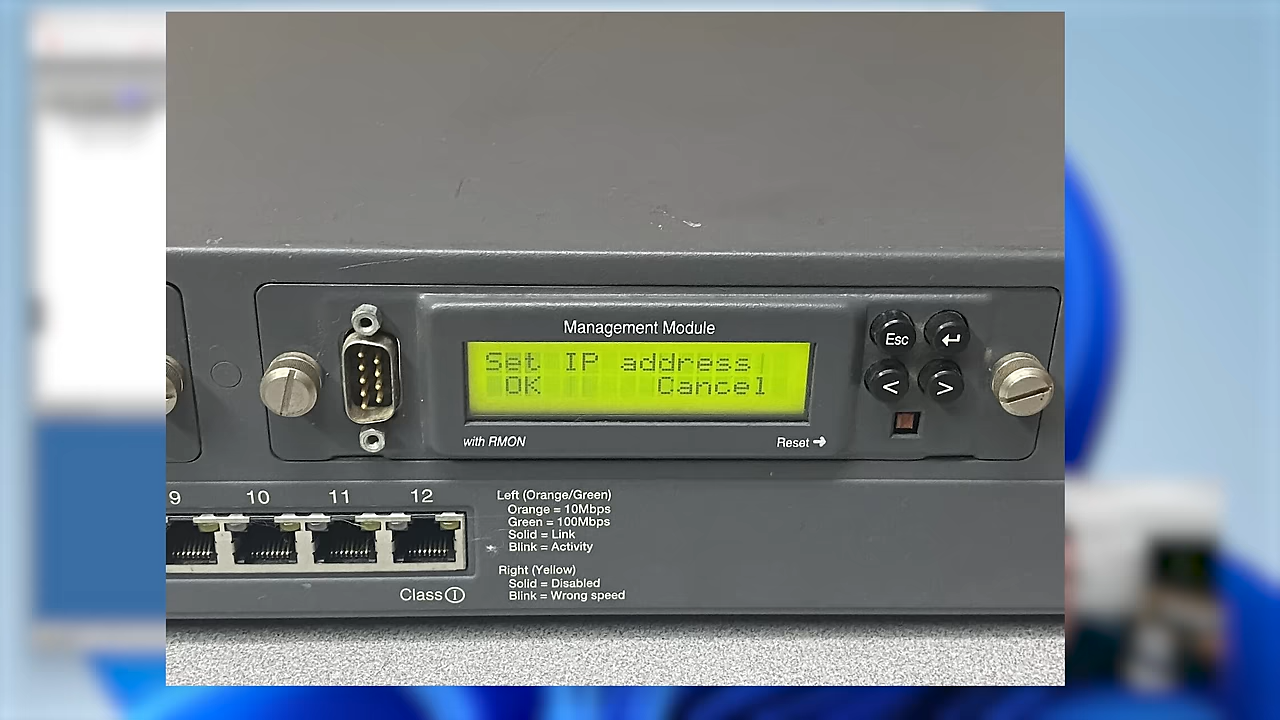 Management Module
Set IP address
OK Cancel
Esc ↵
< >
with RMON
Reset ➔
9 10 11 12
Left (Orange/Green)
Orange = 10Mbps
Green = 100Mbps
Solid = Link
Blink = Activity
Right (Yellow)
Solid = Disabled
Blink = Wrong speed
Class Ⓘ